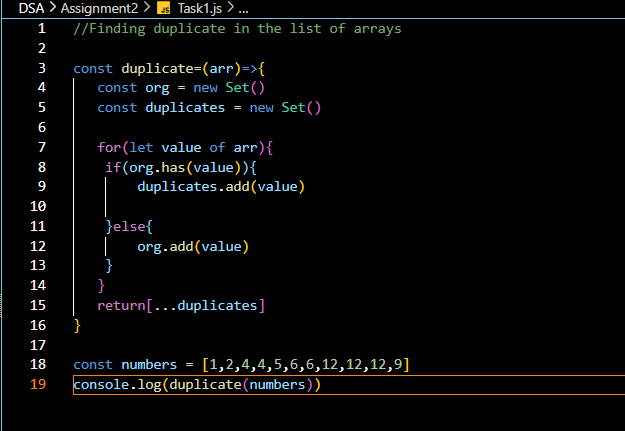 DSA > Assignment2 > JS Task1.js > ...
1 //Finding duplicate in the list of arrays
2
3 const duplicate=(arr)=>{
4 const org = new Set()
5 const duplicates = new Set()
6
7 for(let value of arr){
8 if(org.has(value)){
9 duplicates.add(value)
10
11 }else{
12 org.add(value)
13 }
14 }
15 return[...duplicates]
16 }
17
18 const numbers = [1,2,4,4,5,6,6,12,12,12,9]
19 console.log(duplicate(numbers))